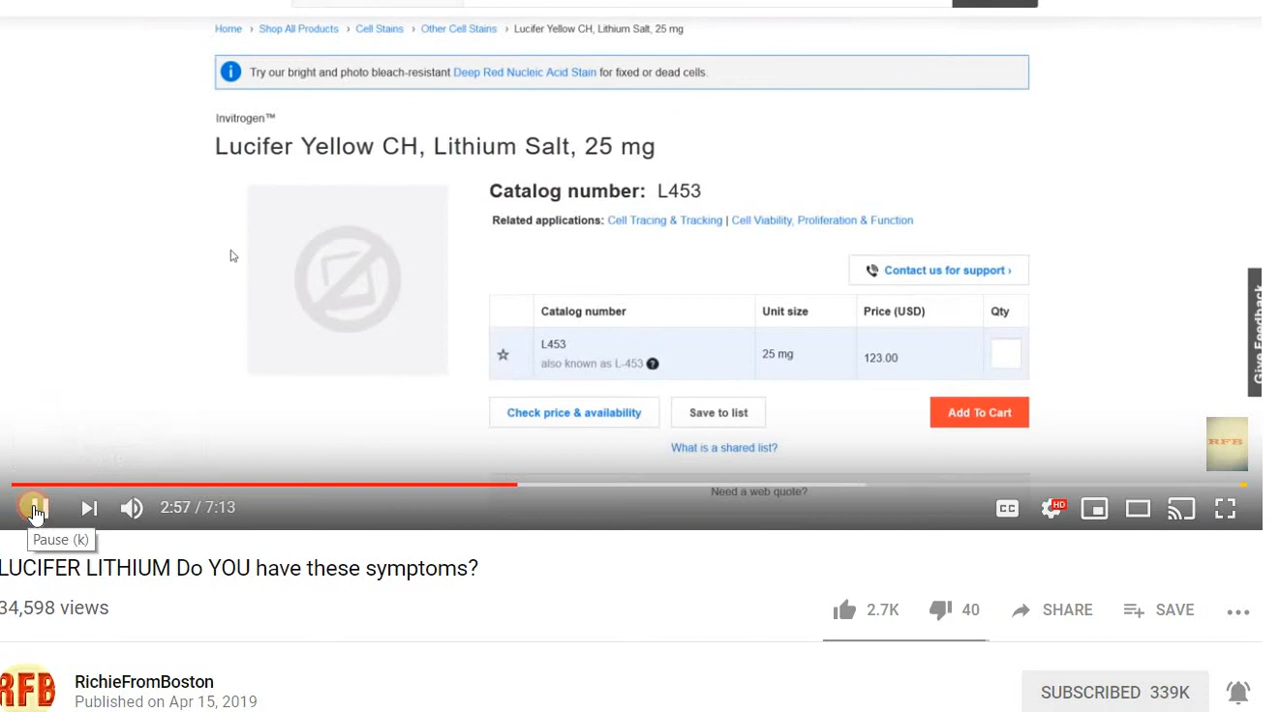 Home › Shop All Products › Cell Stains › Other Cell Stains › Lucifer Yellow CH, Lithium Salt, 25 mg
i Try our bright and photo bleach-resistant Deep Red Nucleic Acid Stain for fixed or dead cells.
Invitrogen™
Lucifer Yellow CH, Lithium Salt, 25 mg
Catalog number: L453
Related applications: Cell Tracing & Tracking | Cell Viability, Proliferation & Function
Contact us for support ›
Catalog number Unit size Price (USD) Qty
L453
also known as L-453 ?
25 mg
123.00
Give Feedback
Check price & availability Save to list Add To Cart
What is a shared list?
RFB
Need a web quote?
2:57 / 7:13 CC HD
Pause (k)
LUCIFER LITHIUM Do YOU have these symptoms?
34,598 views
2.7K 40 SHARE SAVE
RFB
RichieFromBoston
Published on Apr 15, 2019
SUBSCRIBED 339K